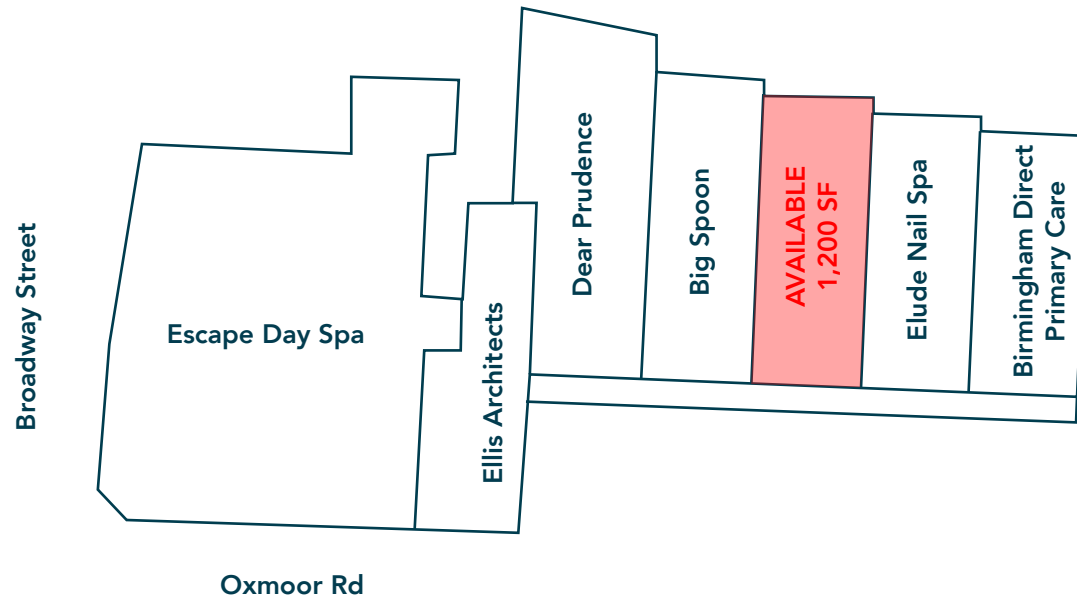 Broadway Street
Escape Day Spa
Ellis Architects
Dear Prudence
Big Spoon
AVAILABLE
1,200 SF
Elude Nail Spa
Birmingham Direct
Primary Care
Oxmoor Rd